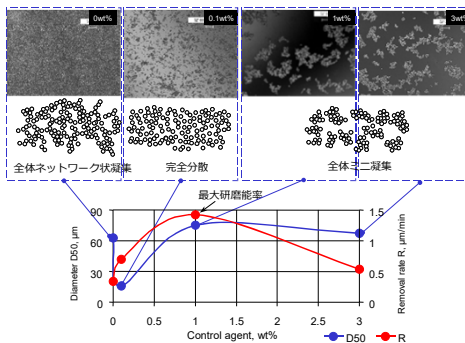 0wt%
0.1wt%
1wt%
3wt%
全体ネットワーク状凝集
完全分散
全体ミニ凝集
最大研磨能率
Diameter D50, μm
90
60
30
0
1.5
1
0.5
0
Removal rate R, μm/min
0 0.5 1 1.5 2 2.5 3
Control agent, wt%
D50 R